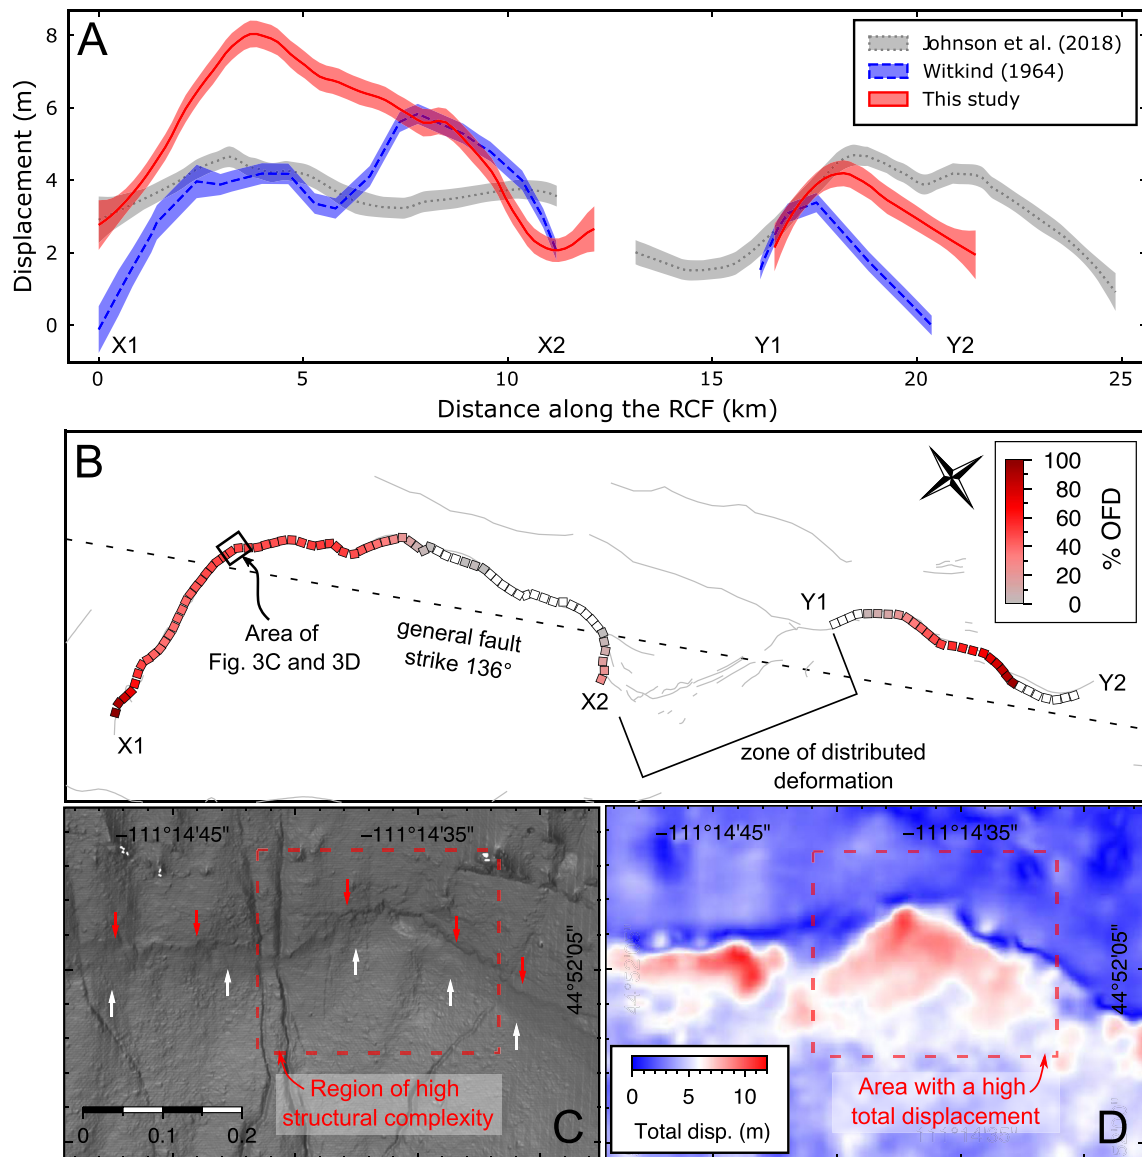 A
8
6
4
2
0
Displacement (m)
Johnson et al. (2018)
Witkind (1964)
This study
X1
X2
Y1
Y2
0
5
10
15
20
25
Distance along the RCF (km)
B
100
80
60
40
20
0
% OFD
Area of
Fig. 3C and 3D
general fault
strike 136°
X1
X2
Y1
Y2
zone of distributed
deformation
−111°14'45"
−111°14'35"
44°52'05"
Region of high
structural complexity
0
0.1
0.2
C
−111°14'45"
−111°14'35"
44°52'05"
0
5
10
Total disp. (m)
Area with a high
total displacement
D